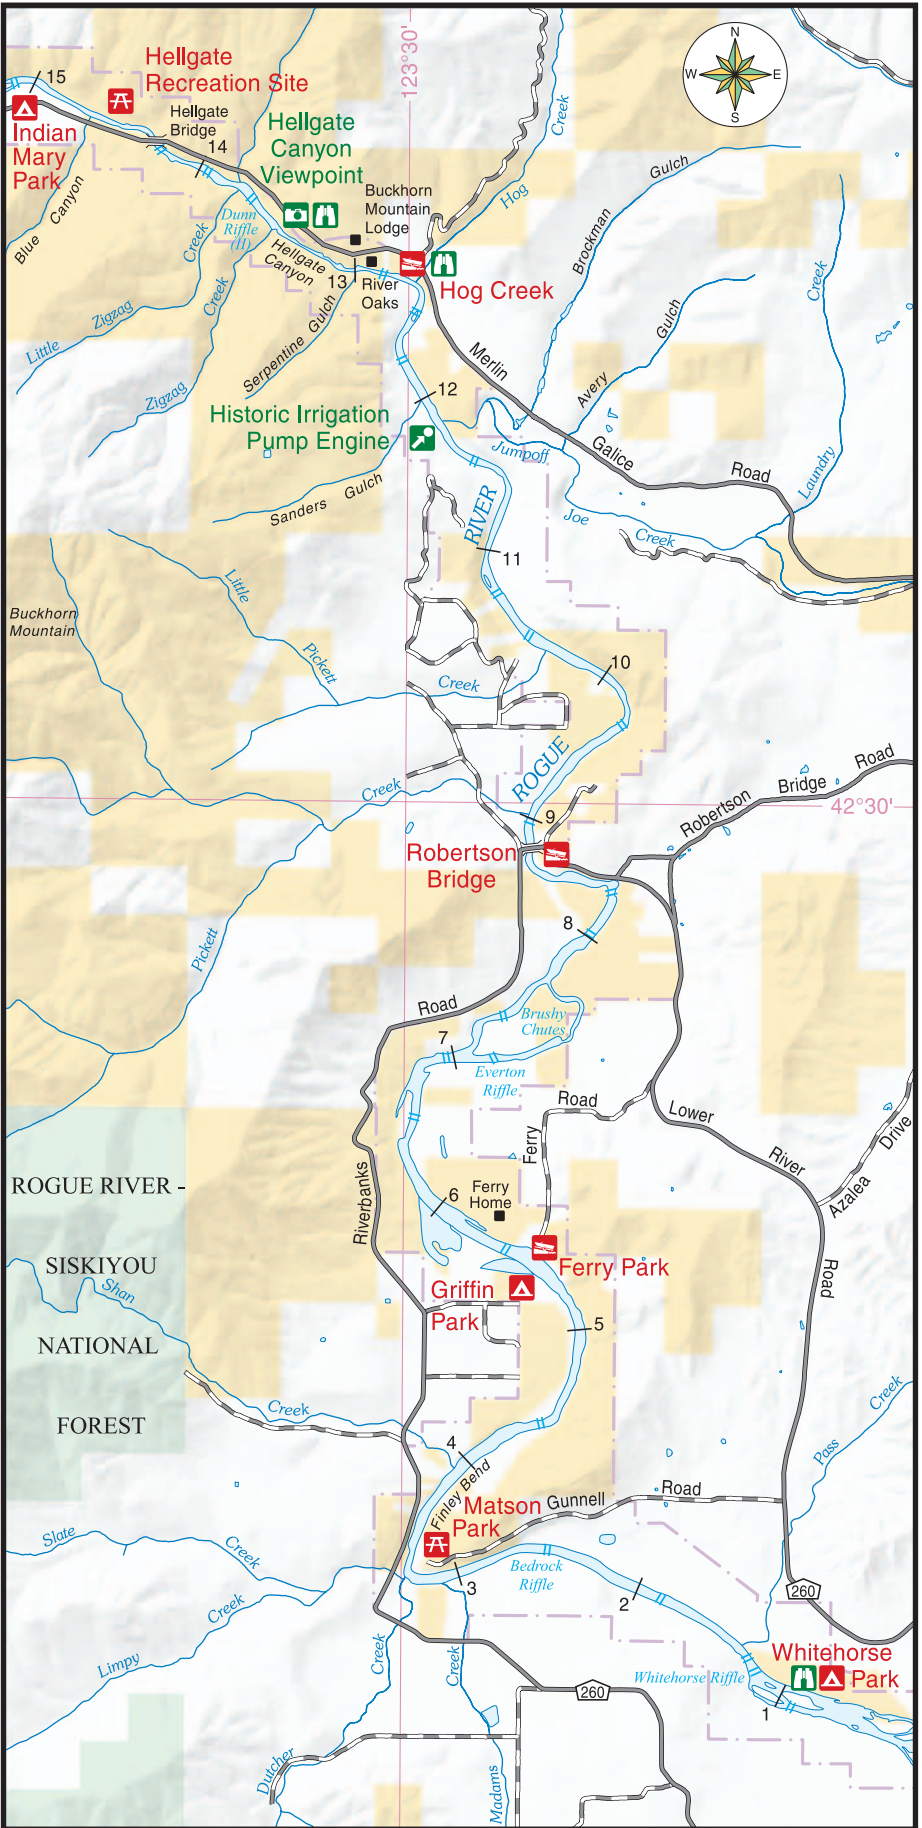 123°30'
N
W
E
S
15
Hellgate
Recreation Site
Indian
Mary
Park
Hellgate
Bridge
14
Hellgate
Canyon
Viewpoint
Buckhorn
Mountain
Lodge
Blue Canyon
Dunn
Riffle
(II)
Hellgate
Canyon
13
River
Oaks
Hog Creek
Hog Creek
Little Zigzag Creek
Zigzag Creek
Serpentine Gulch
Brockman Gulch
Avery Gulch
Laundry Creek
Merlin Galice Road
12
Historic Irrigation
Pump Engine
Jumpoff Joe Creek
Sanders Gulch
RIVER
11
Buckhorn
Mountain
Little Pickett Creek
10
ROGUE
Pickett Creek
9
42°30'
Robertson Bridge Road
Robertson
Bridge
8
Road
Brushy
Chutes
7
Everton
Riffle
Ferry Road
Lower River Road
Azalea Drive
Riverbanks
6
Ferry
Home
ROGUE RIVER -
SISKIYOU
NATIONAL
FOREST
Ferry Park
Griffin
Park
5
Shan Creek
4
Finley Bend
Matson
Park
Gunnell Road
Pass Creek
Slate Creek
Bedrock
Riffle
3
2
260
Limpy Creek
Creek
Creek
Whitehorse
Park
Whitehorse Riffle
1
260
Dutcher
Madams